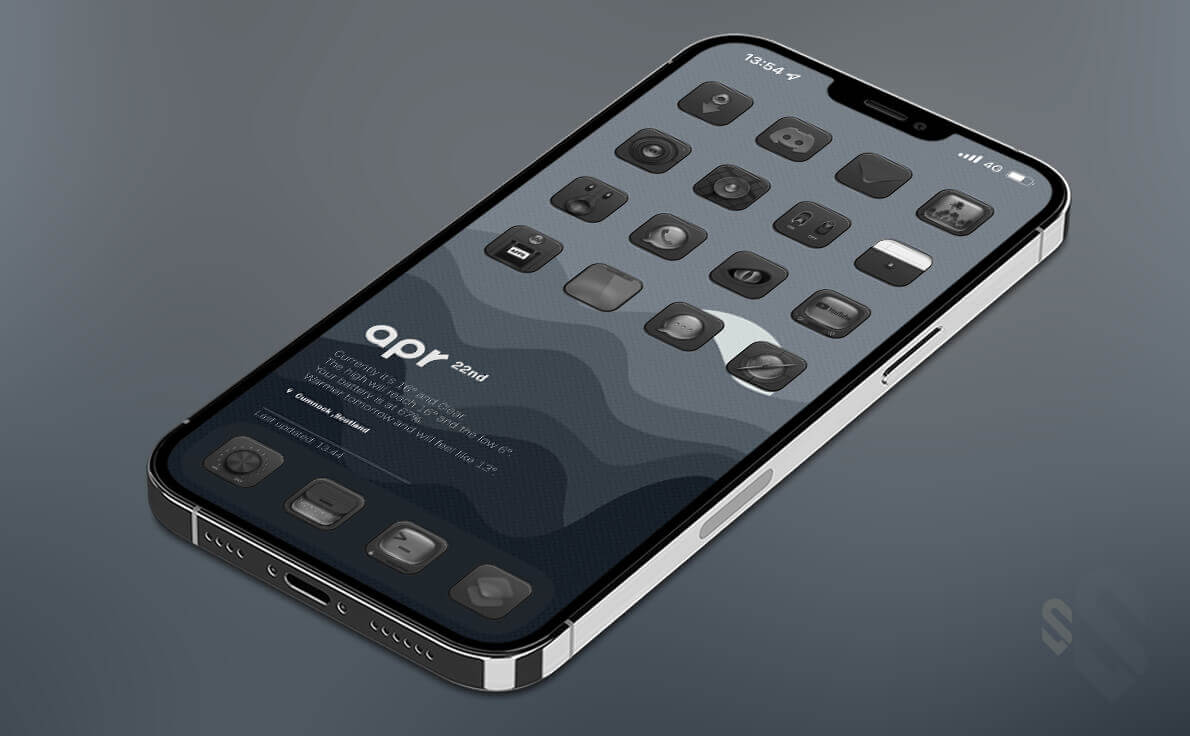 13:54
4G
YouTube
apr 22nd
Currently it's 16° and Clear.
The high will reach 16° and the low 6°.
Your battery is at 67%.
Warmer tomorrow and will feel like 13°.
Cumnock ,Scotland
Last updated: 13:44